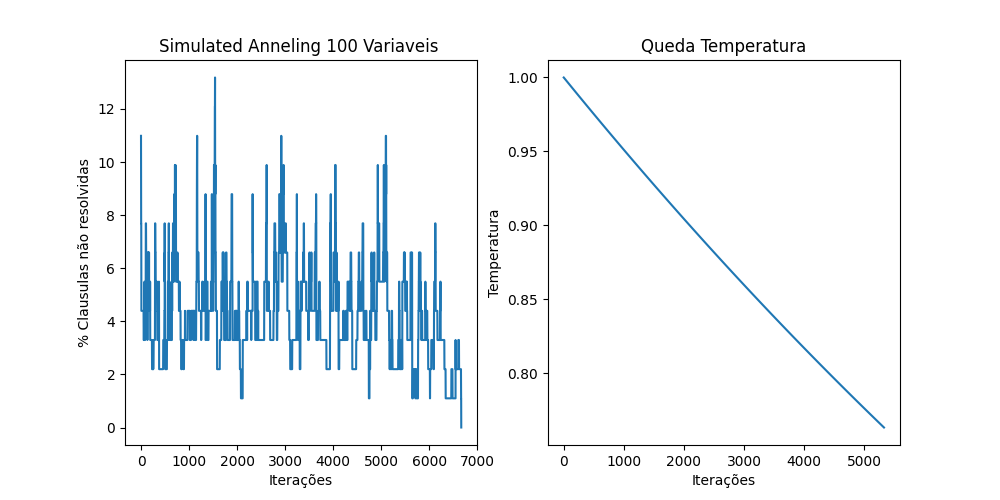 Simulated Anneling 100 Variaveis
% Clausulas não resolvidas
12
10
8
6
4
2
0
0 1000 2000 3000 4000 5000 6000 7000
Iterações
Queda Temperatura
Temperatura
1.00
0.95
0.90
0.85
0.80
0 1000 2000 3000 4000 5000
Iterações